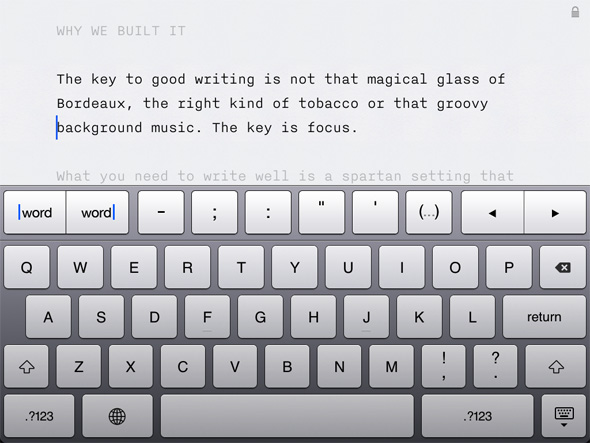 WHY WE BUILT IT
The key to good writing is not that magical glass of
Bordeaux, the right kind of tobacco or that groovy
background music. The key is focus.
What you need to write well is a spartan setting that
word word - ; : " ' (...) ◀ ▶
Q W E R T Y U I O P
A S D F G H J K L return
Z X C V B N M ! , ? .
.?123 .?123